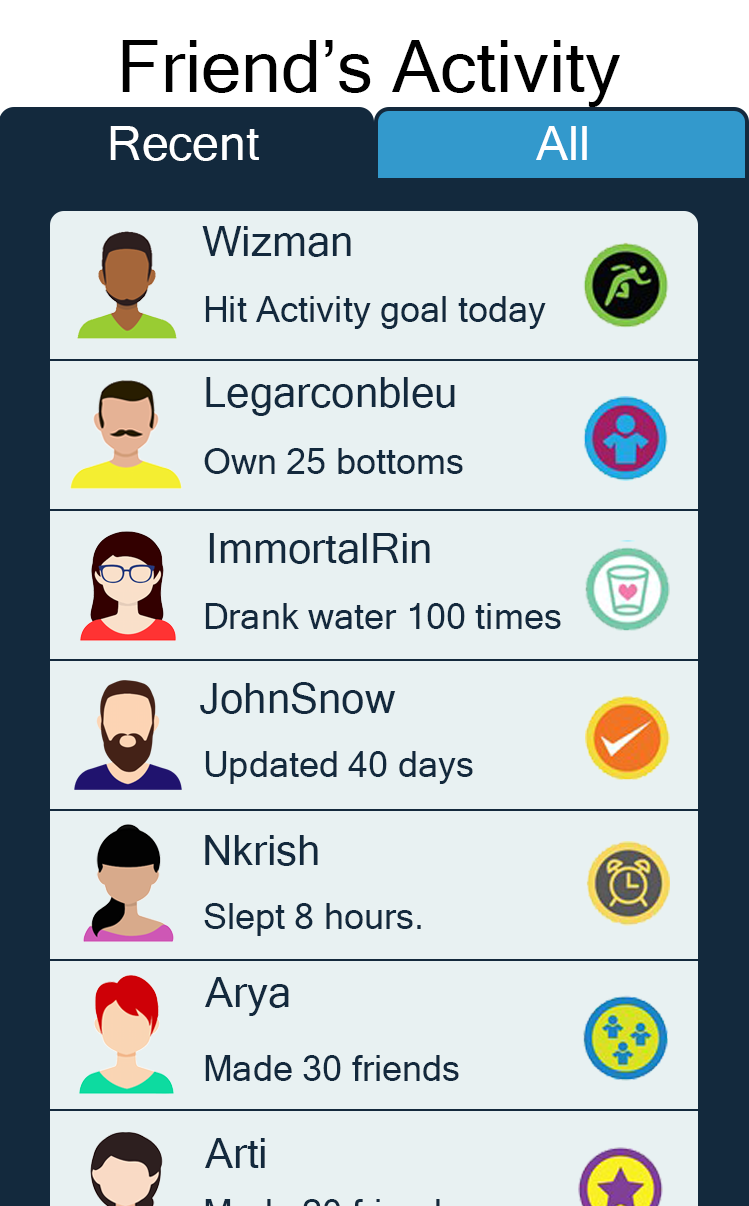 Friend’s Activity
Recent
All
Wizman
Hit Activity goal today
Legarconbleu
Own 25 bottoms
ImmortalRin
Drank water 100 times
JohnSnow
Updated 40 days
Nkrish
Slept 8 hours.
Arya
Made 30 friends
Arti